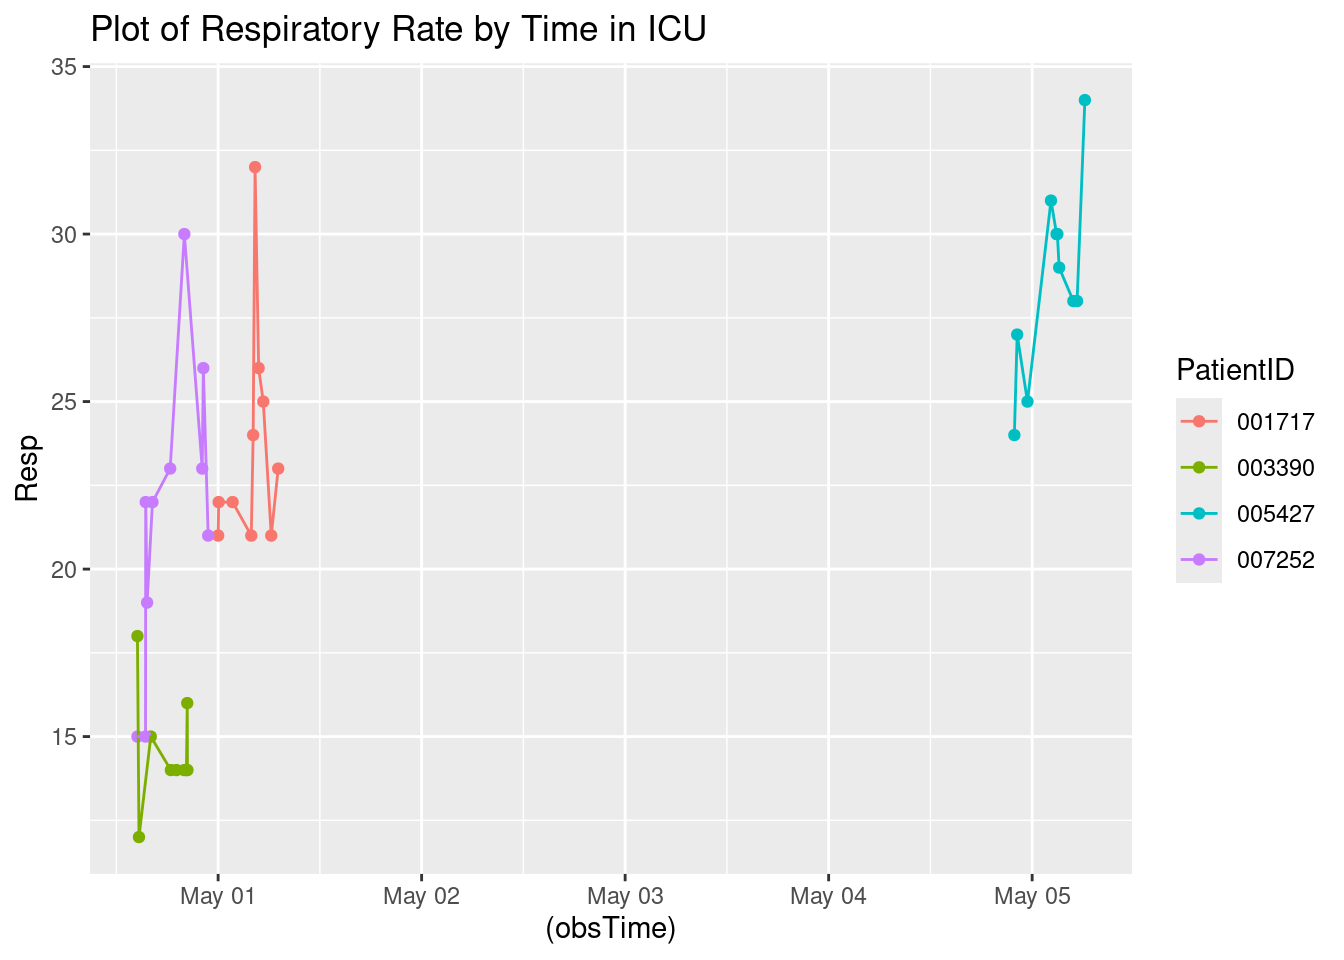 Plot of Respiratory Rate by Time in ICU
35
30
25
20
15
Resp
May 01
May 02
May 03
May 04
May 05
(obsTime)
PatientID
001717
003390
005427
007252